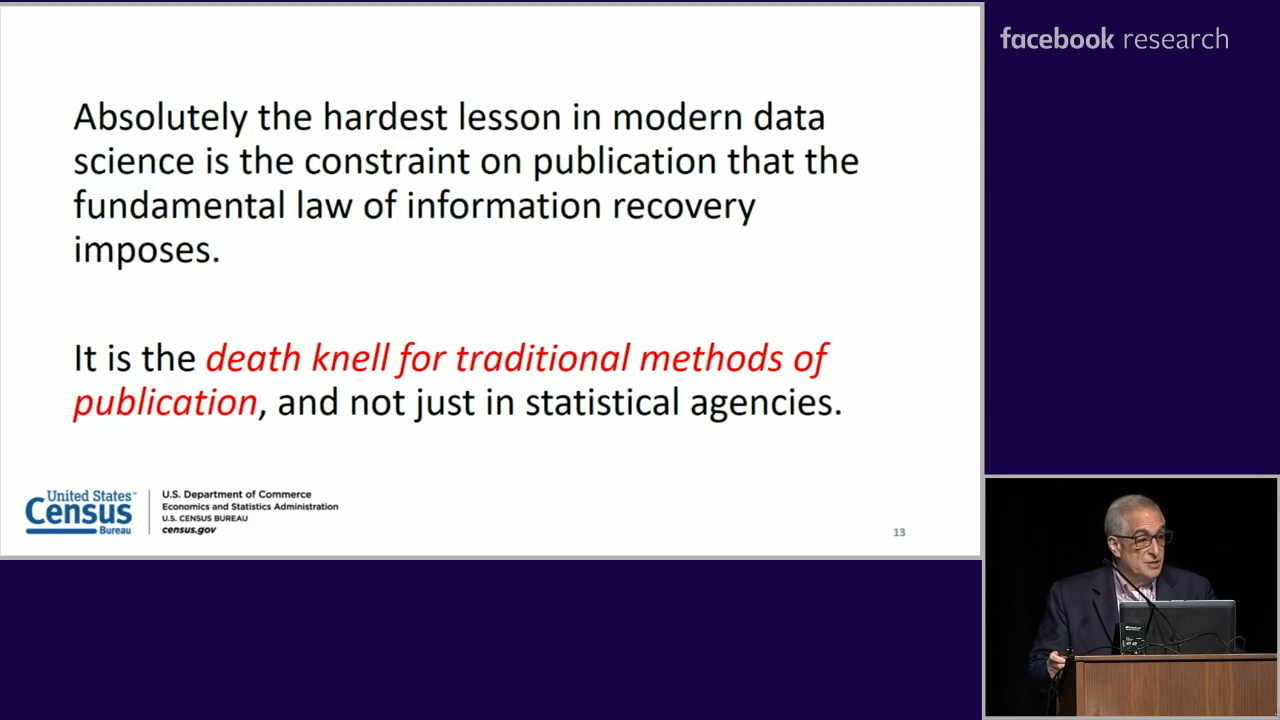 facebook research
Absolutely the hardest lesson in modern data
science is the constraint on publication that the
fundamental law of information recovery
imposes.
It is the death knell for traditional methods of
publication, and not just in statistical agencies.
United States™
Census
Bureau
U.S. Department of Commerce
Economics and Statistics Administration
U.S. CENSUS BUREAU
census.gov
13